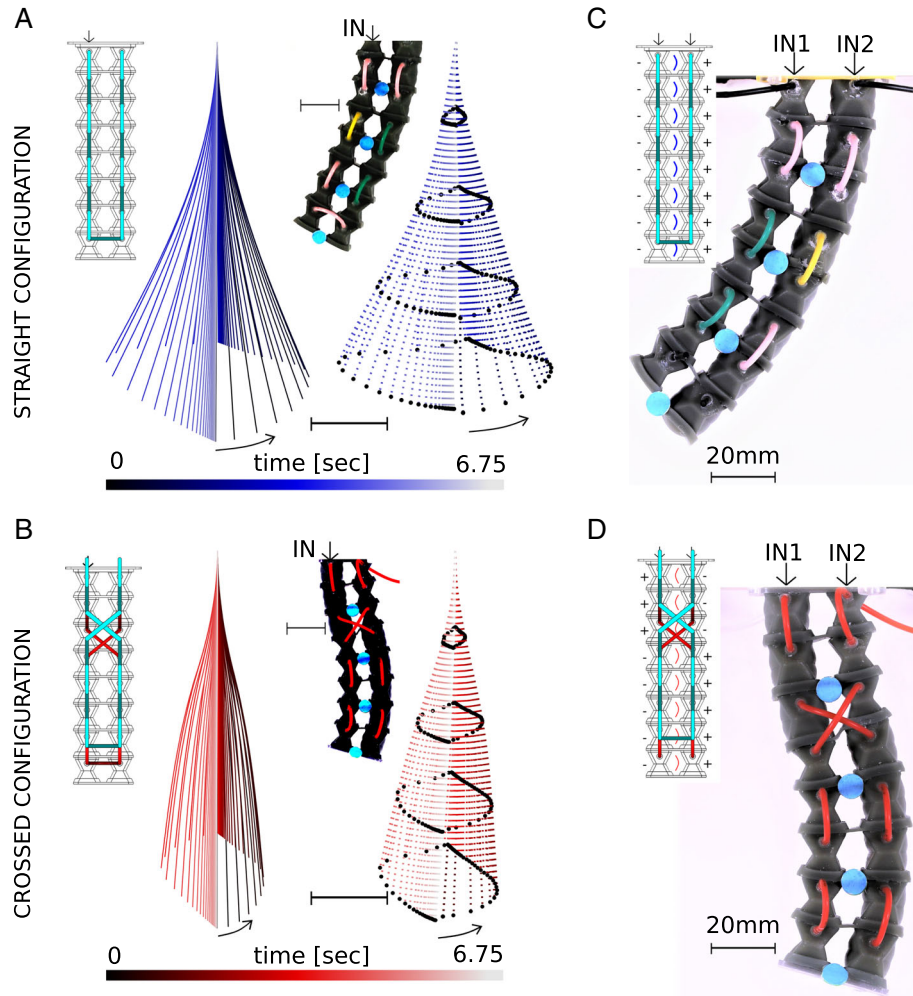 A
STRAIGHT CONFIGURATION
IN
0 time [sec] 6.75
C
IN1 IN2
- +
- +
- +
- +
- +
- +
- +
- +
20mm
B
CROSSED CONFIGURATION
IN
0 time [sec] 6.75
D
IN1 IN2
+ -
+ -
+ -
- +
- +
- +
- +
- +
20mm